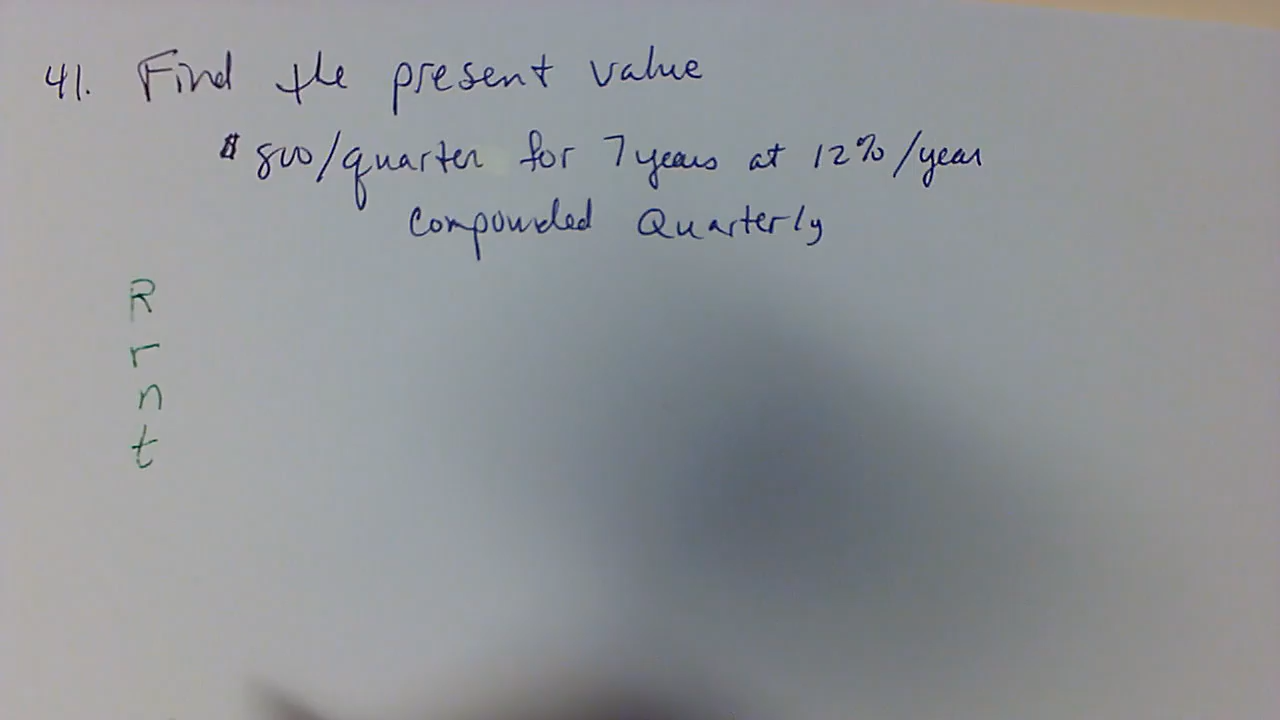 41. Find the present value
$800/quarter for 7 years at 12%/year
Compounded Quarterly
R
r
n
t